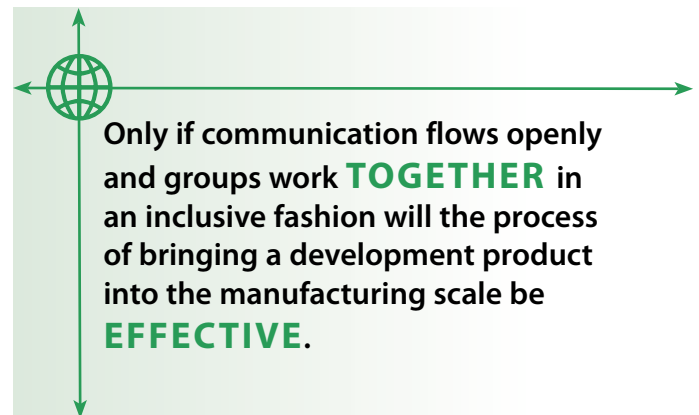 Only if communication flows openly
and groups work TOGETHER in
an inclusive fashion will the process
of bringing a development product
into the manufacturing scale be
EFFECTIVE.